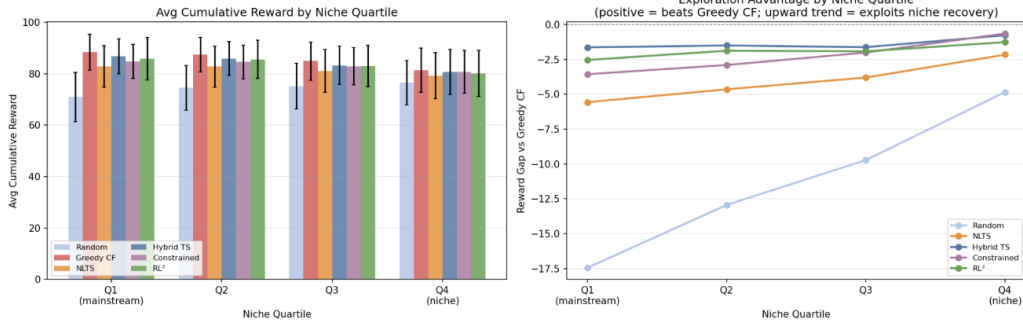 Avg Cumulative Reward by Niche Quartile
Avg Cumulative Reward
100
80
60
40
20
0
Random
Greedy CF
NLTS
Hybrid TS
Constrained
RL²
Q1
(mainstream)
Q2
Q3
Q4
(niche)
Niche Quartile
Exploration Advantage by Niche Quartile
(positive = beats Greedy CF; upward trend = exploits niche recovery)
Reward Gap vs Greedy CF
0.0
−2.5
−5.0
−7.5
−10.0
−12.5
−15.0
−17.5
Random
NLTS
Hybrid TS
Constrained
RL²
Q1
(mainstream)
Q2
Q3
Q4
(niche)
Niche Quartile